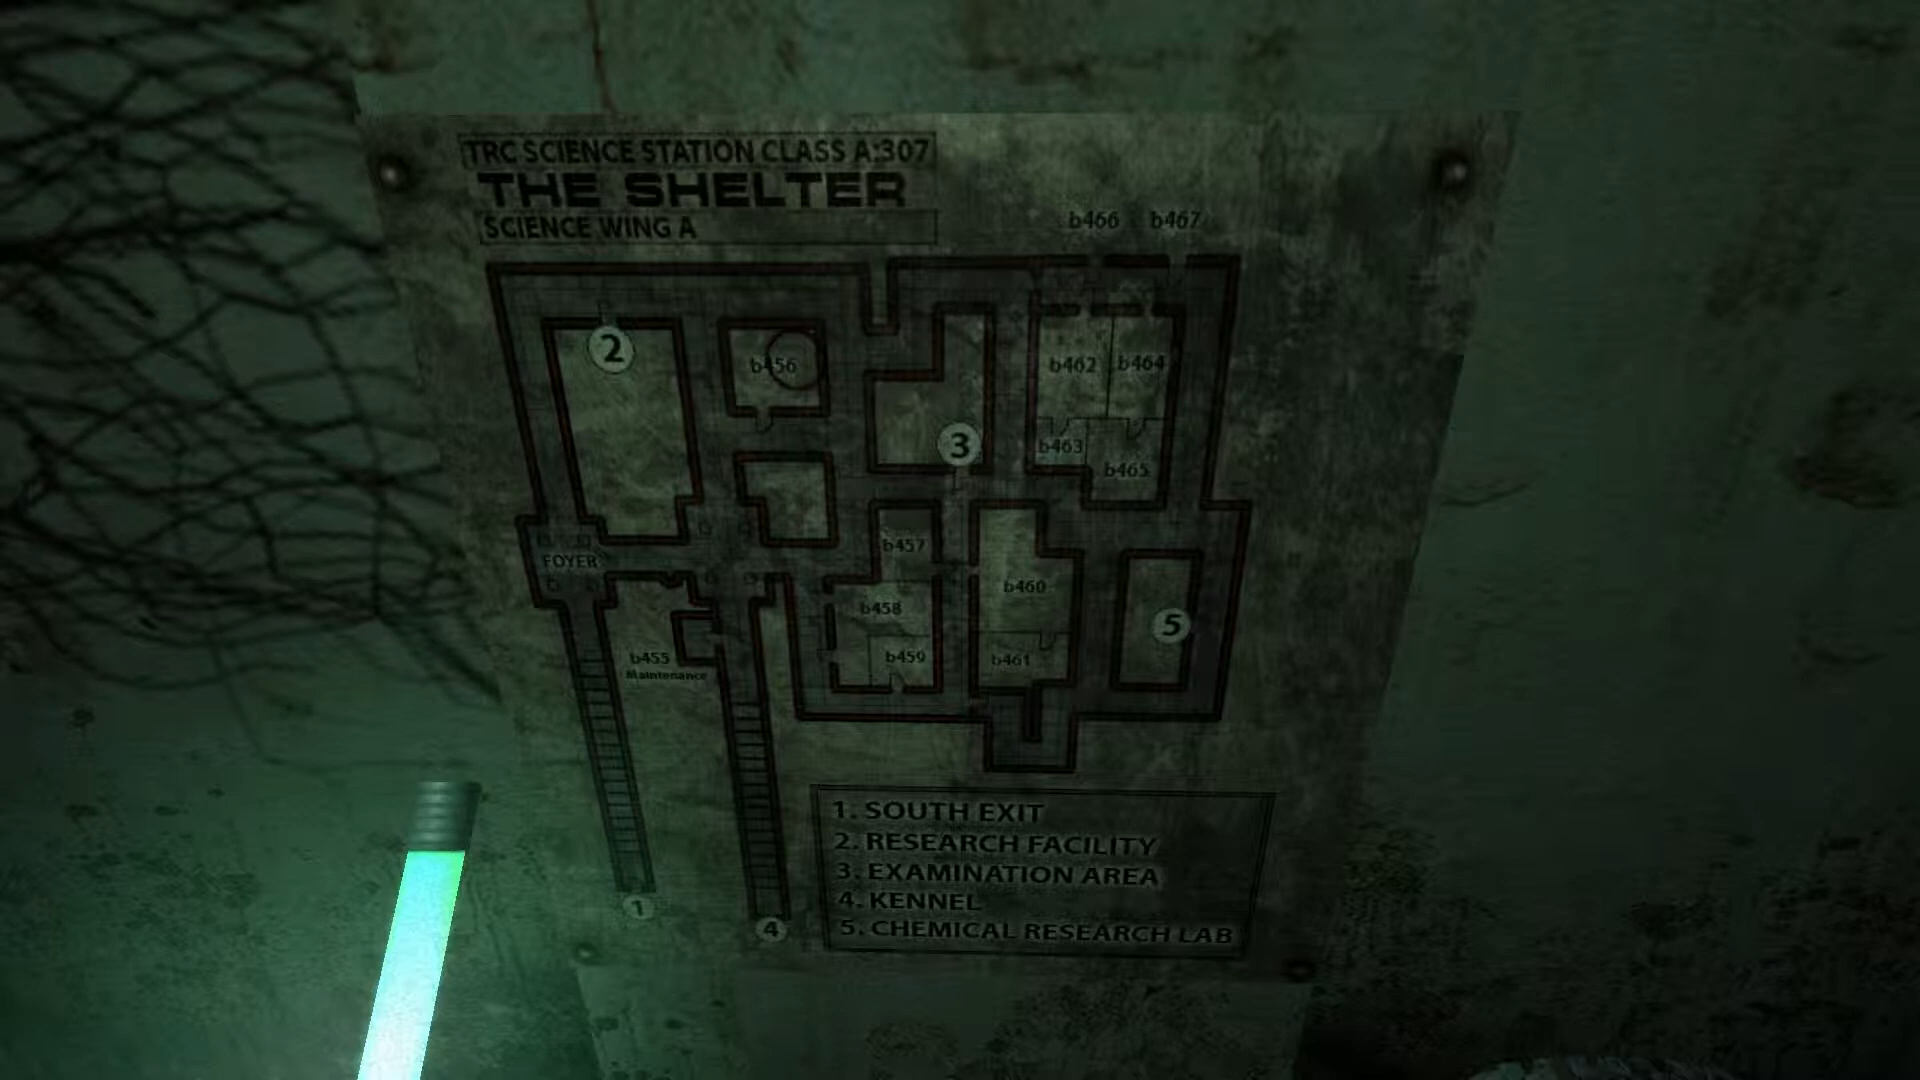 TRC SCIENCE STATION CLASS A:307
THE SHELTER
SCIENCE WING A
b466 b467
2
b456
b462 b464
3
b463
b465
FOYER
b457
b458
b459
b460
b461
5
b455
Maintenance
1
4
1. SOUTH EXIT
2. RESEARCH FACILITY
3. EXAMINATION AREA
4. KENNEL
5. CHEMICAL RESEARCH LAB